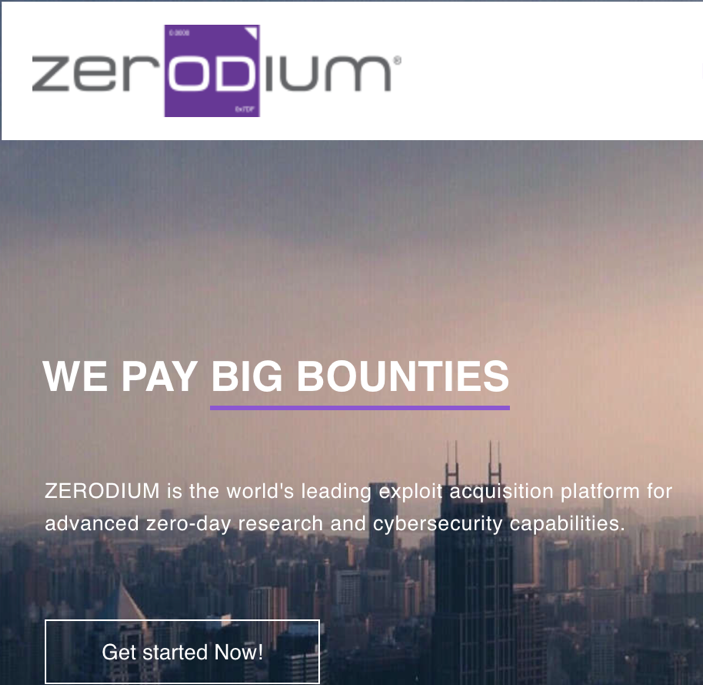 zerODium®
WE PAY BIG BOUNTIES
ZERODIUM is the world's leading exploit acquisition platform for
advanced zero-day research and cybersecurity capabilities.
Get started Now!